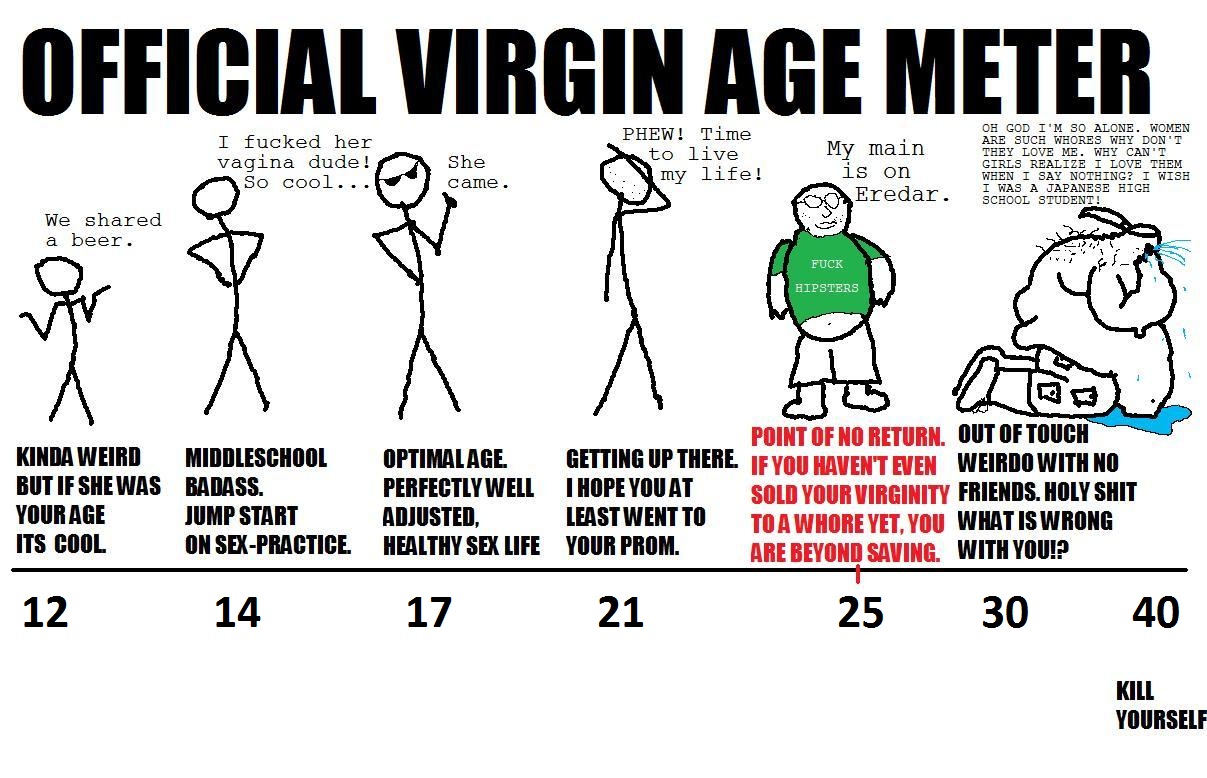 OFFICIAL VIRGIN AGE METER
We shared
a beer.
I fucked her
vagina dude!
So cool...
She
came.
PHEW! Time
to live
my life!
My main
is on
Eredar.
OH GOD I'M SO ALONE. WOMEN
ARE SUCH WHORES WHY DON'T
THEY LOVE ME. WHY CAN'T
GIRLS REALIZE I LOVE THEM
WHEN I SAY NOTHING? I WISH
I WAS A JAPANESE HIGH
SCHOOL STUDENT!
FUCK
HIPSTERS
KINDA WEIRD
BUT IF SHE WAS
YOUR AGE
ITS COOL.
MIDDLESCHOOL
BADASS.
JUMP START
ON SEX-PRACTICE.
OPTIMAL AGE.
PERFECTLY WELL
ADJUSTED,
HEALTHY SEX LIFE
GETTING UP THERE.
I HOPE YOU AT
LEAST WENT TO
YOUR PROM.
POINT OF NO RETURN.
IF YOU HAVEN'T EVEN
SOLD YOUR VIRGINITY
TO A WHORE YET, YOU
ARE BEYOND SAVING.
OUT OF TOUCH
WEIRDO WITH NO
FRIENDS. HOLY SHIT
WHAT IS WRONG
WITH YOU!?
12 14 17 21 25 30 40
KILL
YOURSELF